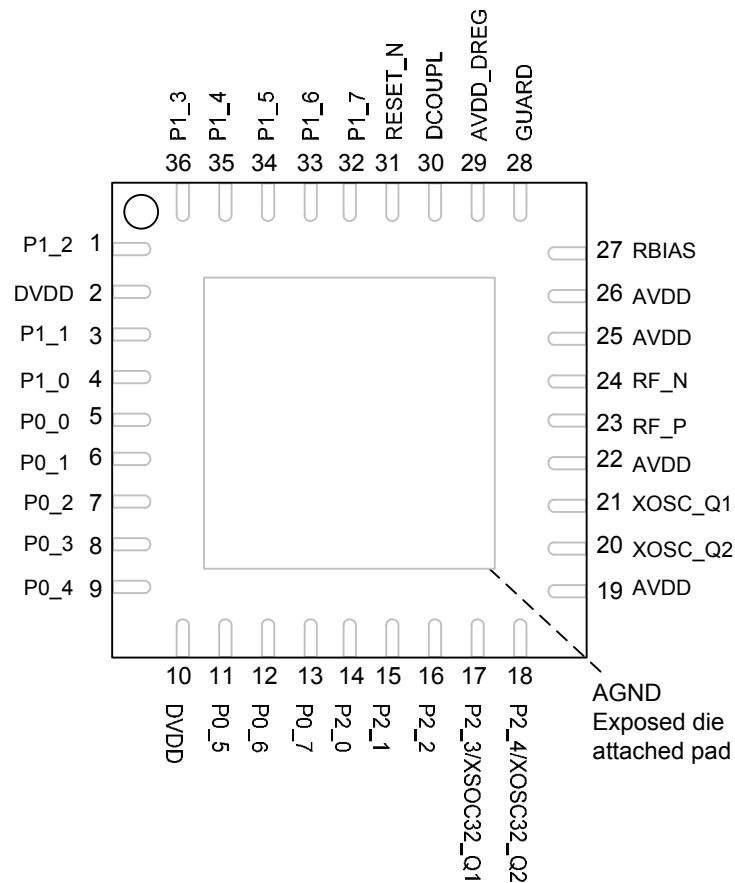 P1_3
P1_4
P1_5
P1_6
P1_7
RESET_N
DCOUPL
AVDD_DREG
GUARD
36 35 34 33 32 31 30 29 28
P1_2 1
DVDD 2
P1_1 3
P1_0 4
P0_0 5
P0_1 6
P0_2 7
P0_3 8
P0_4 9
27 RBIAS
26 AVDD
25 AVDD
24 RF_N
23 RF_P
22 AVDD
21 XOSC_Q1
20 XOSC_Q2
19 AVDD
10 11 12 13 14 15 16 17 18
DVDD
P0_5
P0_6
P0_7
P2_0
P2_1
P2_2
P2_3/XSOC32_Q1
P2_4/XOSC32_Q2
AGND
Exposed die
attached pad